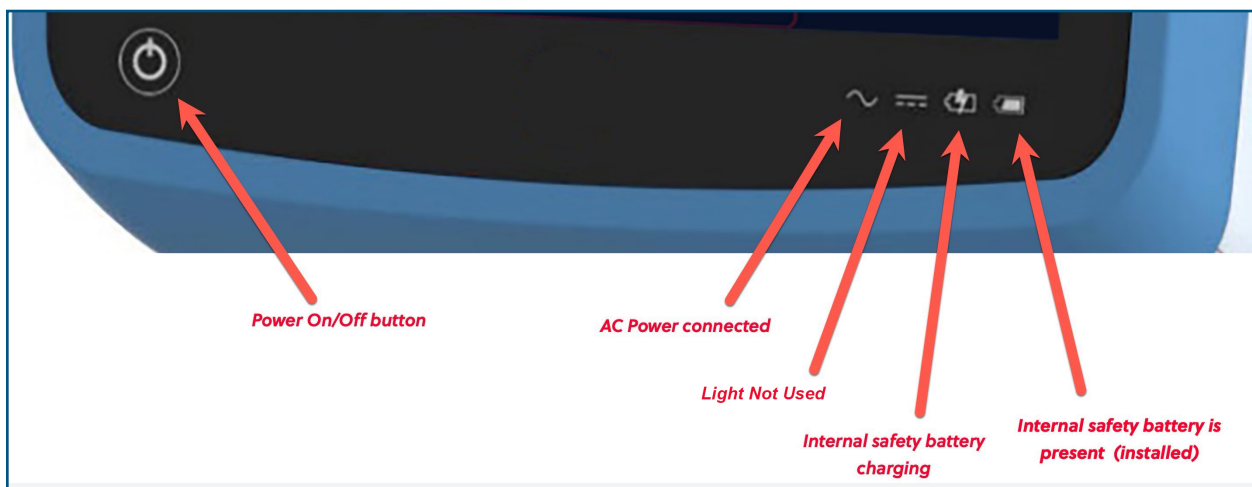 Power On/Off button
AC Power connected
Light Not Used
Internal safety battery
charging
Internal safety battery is
present (installed)